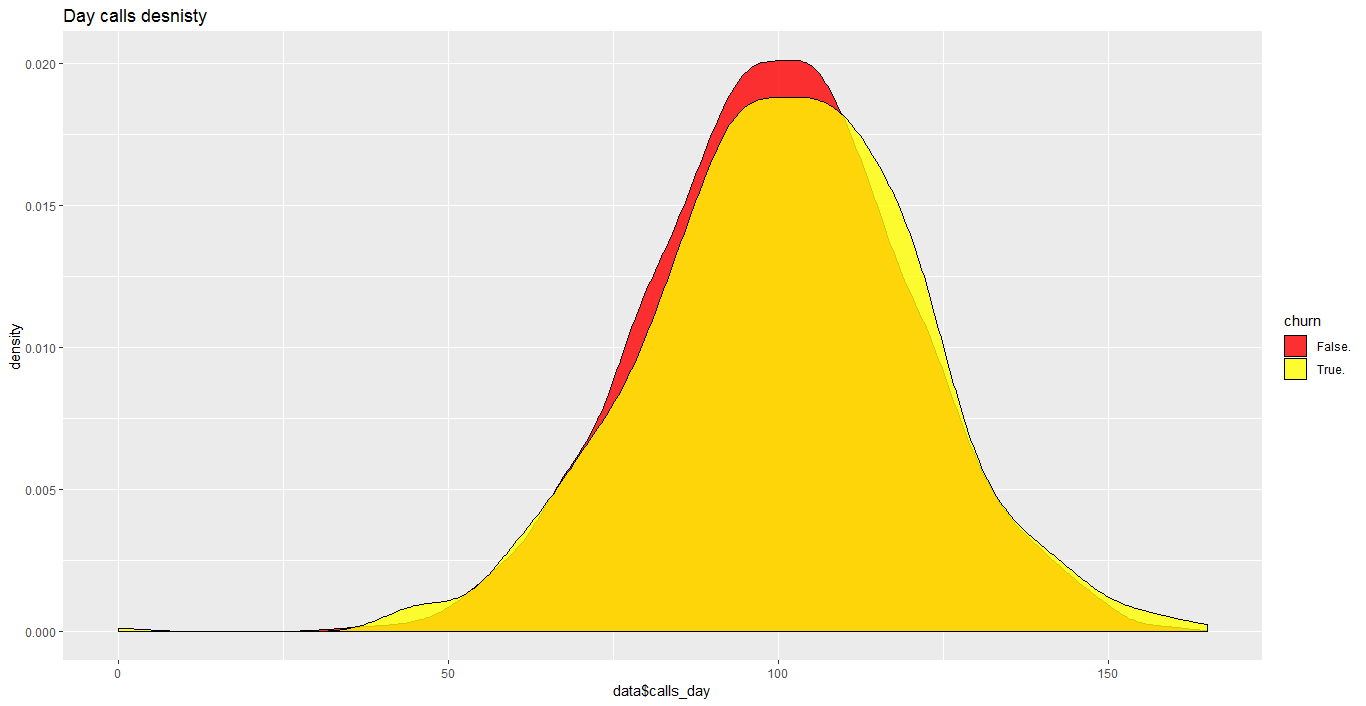 Day calls desnisty
0.020
0.015
0.010
0.005
0.000
density
0 50 100 150
data$calls_day
churn
False.
True.